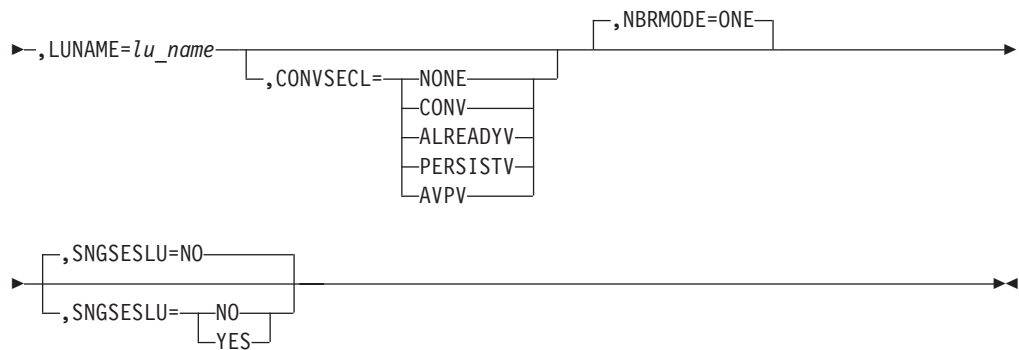 ,NBRMODE=ONE
,LUNAME=lu_name
,CONVSECL= NONE
CONV
ALREADYV
PERSISTV
AVPV
,SNGSESLU=NO
,SNGSESLU= NO
YES